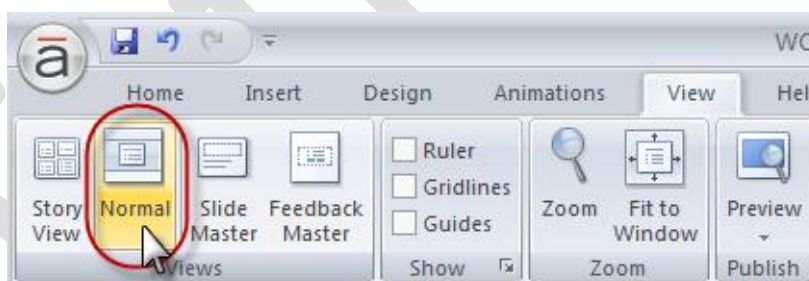 ā
WO
Home Insert Design Animations View Hel
Ruler
Gridlines
Guides
Story View
Normal
Slide Master
Feedback Master
Zoom
Fit to Window
Preview
Views Show Zoom Publish